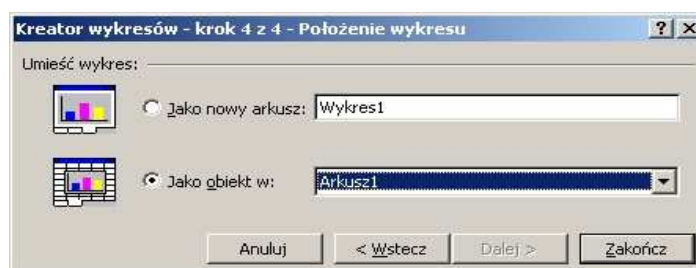 Kreator wykresów - krok 4 z 4 - Położenie wykresu
Umieść wykres:
Jako nowy arkusz: Wykres1
Jako obiekt w: Arkusz1
Anuluj < Wstecz Dalej > Zakończ